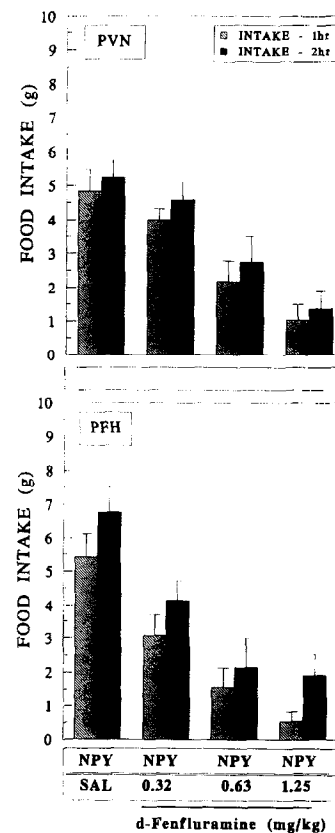 PVN
INTAKE - 1hr
INTAKE - 2hr
FOOD INTAKE (g)
10
9
8
7
6
5
4
3
2
1
0
PFH
FOOD INTAKE (g)
10
9
8
7
6
5
4
3
2
1
0
NPY NPY NPY NPY
SAL 0.32 0.63 1.25
d-Fenfluramine (mg/kg)